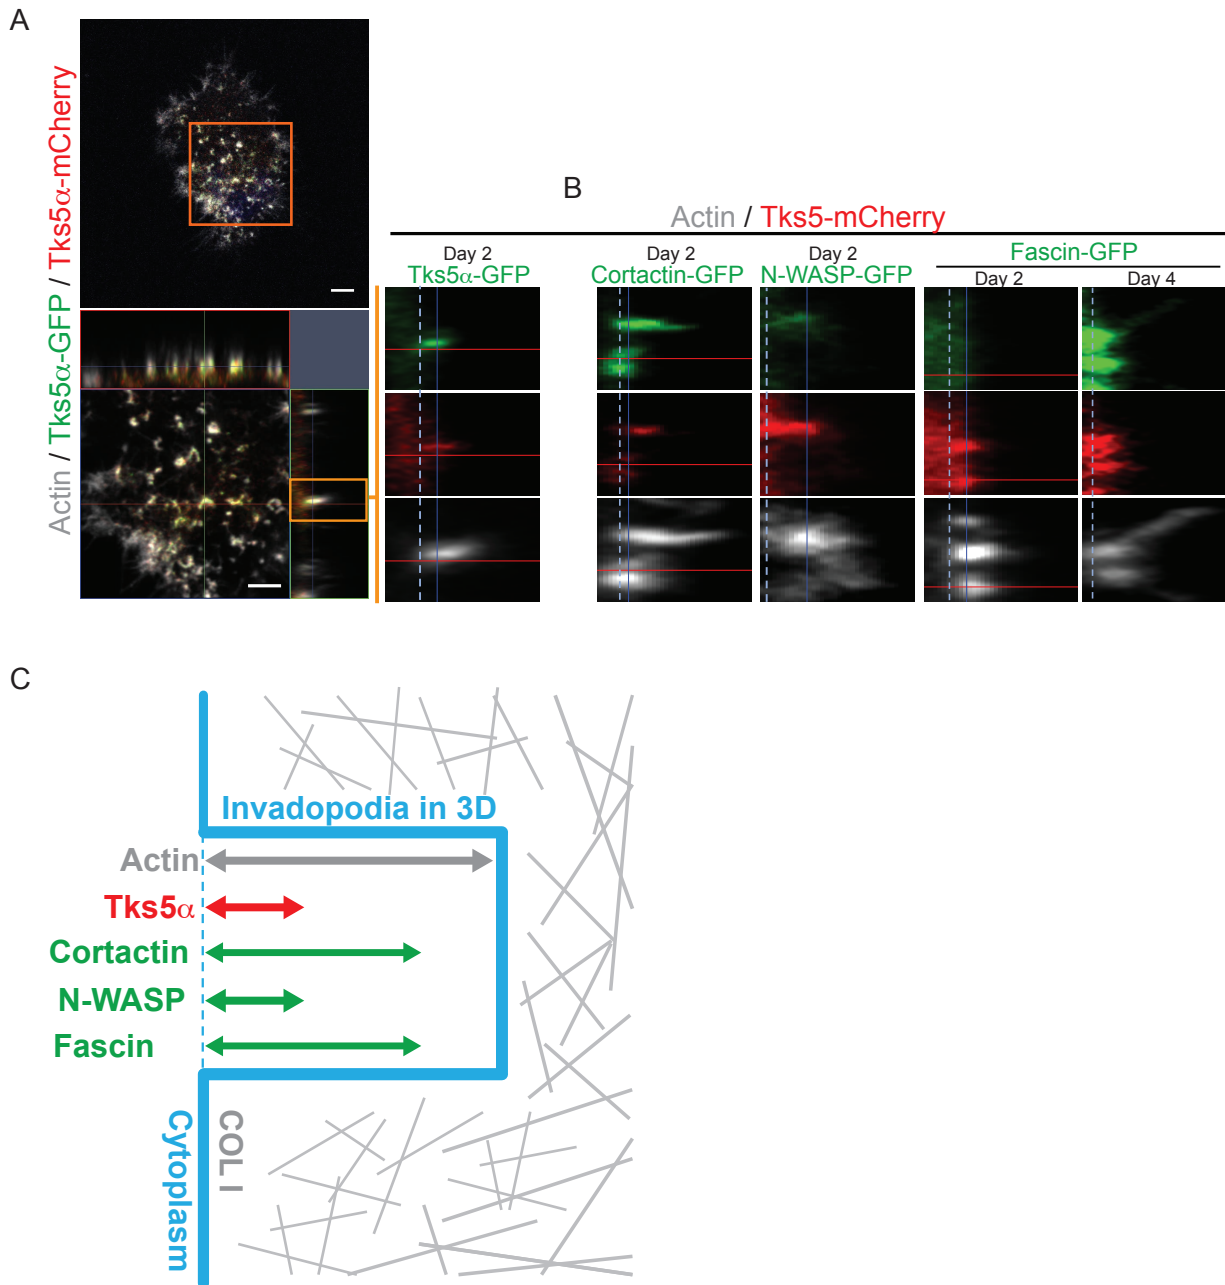 A
Actin / Tks5α-GFP / Tks5α-mCherry
B
Actin / Tks5-mCherry
Day 2
Tks5α-GFP
Day 2
Cortactin-GFP
Day 2
N-WASP-GFP
Fascin-GFP
Day 2
Day 4
C
Invadopodia in 3D
Actin
Tks5α
Cortactin
N-WASP
Fascin
Cytoplasm
COL I